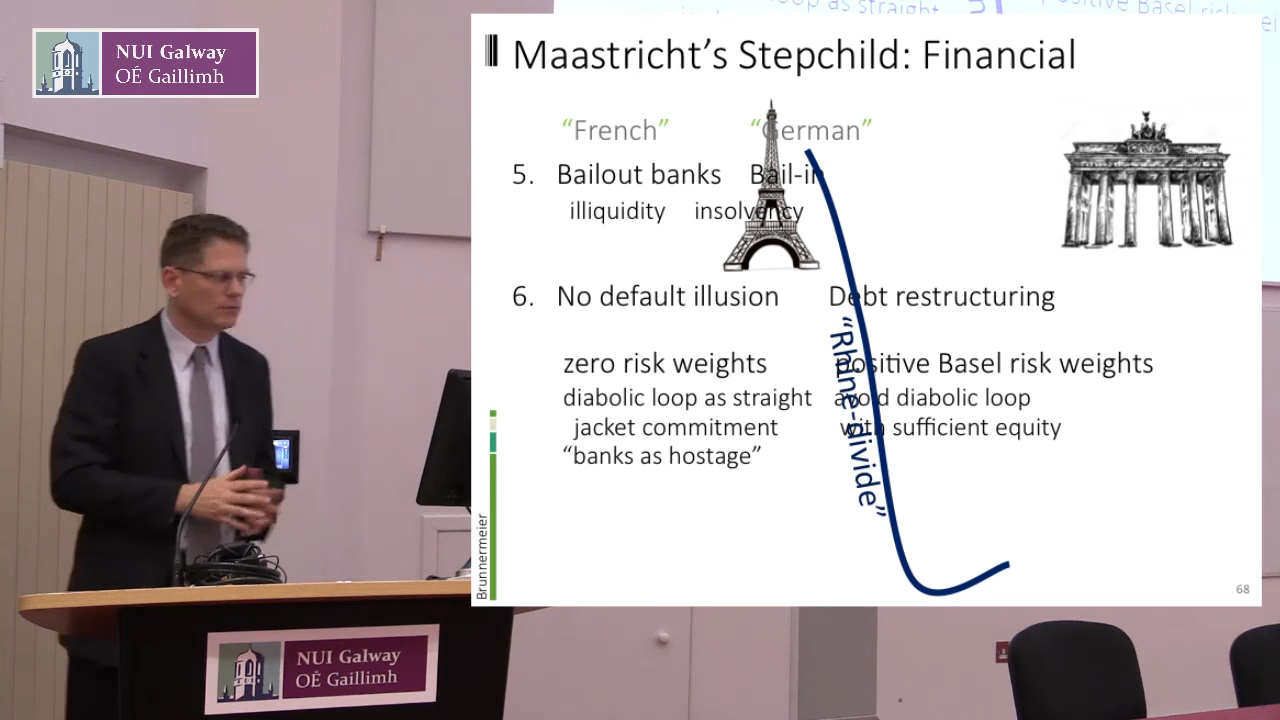 NUI Galway
OÉ Gaillimh
Maastricht's Stepchild: Financial
“French” “German”
5. Bailout banks Bail-in
illiquidity insolvency
6. No default illusion Debt restructuring
zero risk weights positive Basel risk weights
diabolic loop as straight avoid diabolic loop
jacket commitment with sufficient equity
“banks as hostage”
“Rhine-divide”
Brunnermeier
68
NUI Galway
OÉ Gaillimh